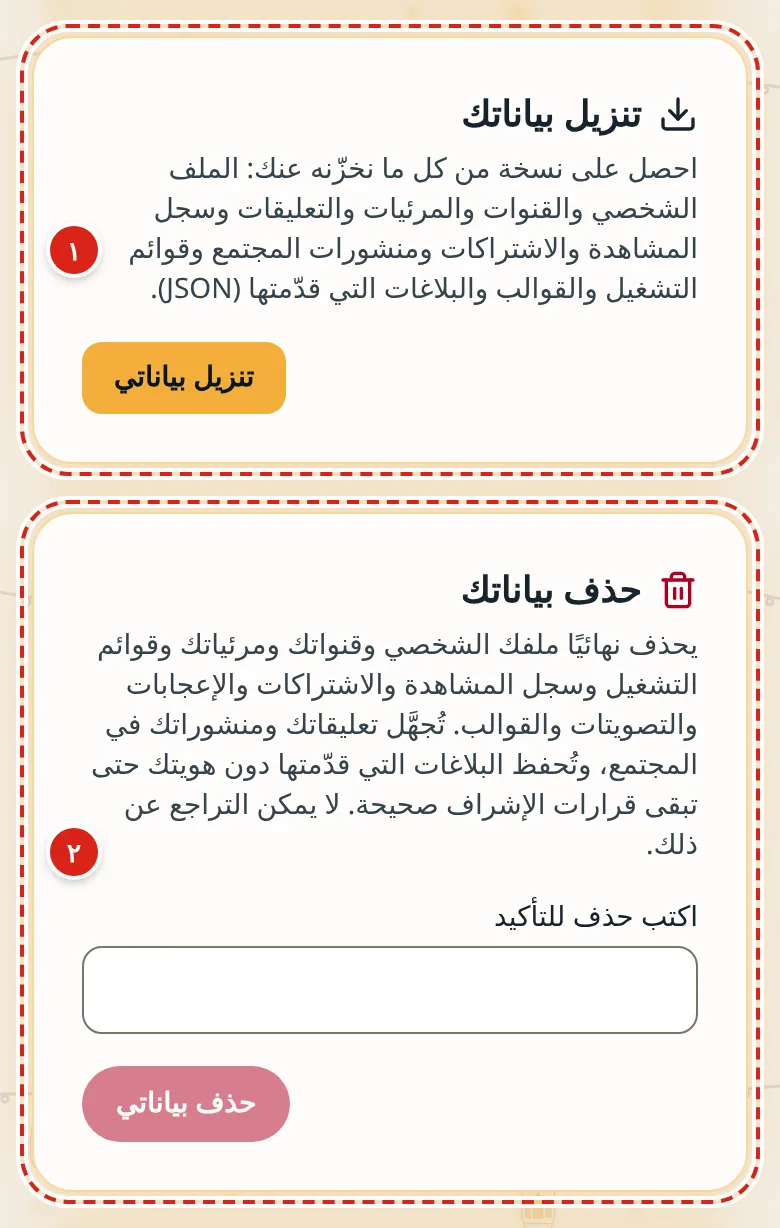 تنزيل بياناتك
احصل على نسخة من كل ما نخزّنه عنك: الملف
الشخصي والقنوات والمرئيات والتعليقات وسجل
المشاهدة والاشتراكات ومنشورات المجتمع وقوائم
التشغيل والقوالب والبلاغات التي قدّمتها (JSON).
١
تنزيل بياناتي
حذف بياناتك
يحذف نهائيًا ملفك الشخصي وقنواتك ومرئياتك وقوائم
التشغيل وسجل المشاهدة والاشتراكات والإعجابات
والتصويتات والقوالب. تُجهَّل تعليقاتك ومنشوراتك في
المجتمع، وتُحفظ البلاغات التي قدّمتها دون هويتك حتى
تبقى قرارات الإشراف صحيحة. لا يمكن التراجع عن
ذلك.
٢
اكتب حذف للتأكيد
حذف بياناتي